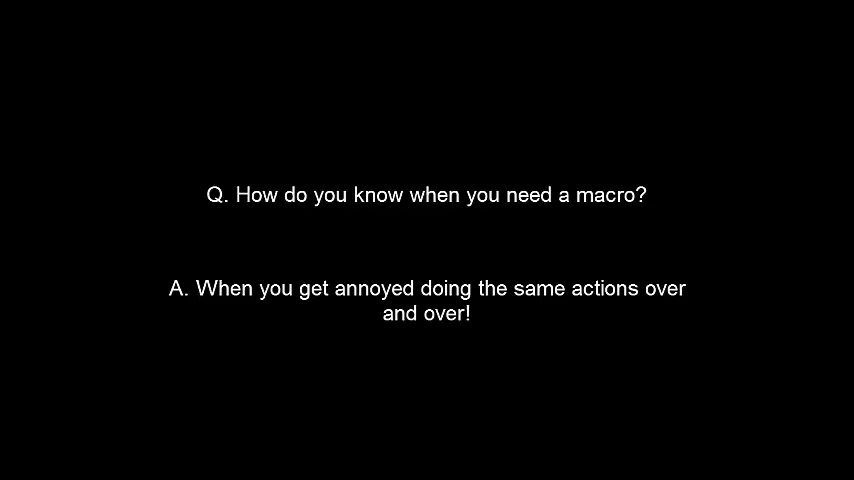 Q. How do you know when you need a macro?
A. When you get annoyed doing the same actions over
and over!